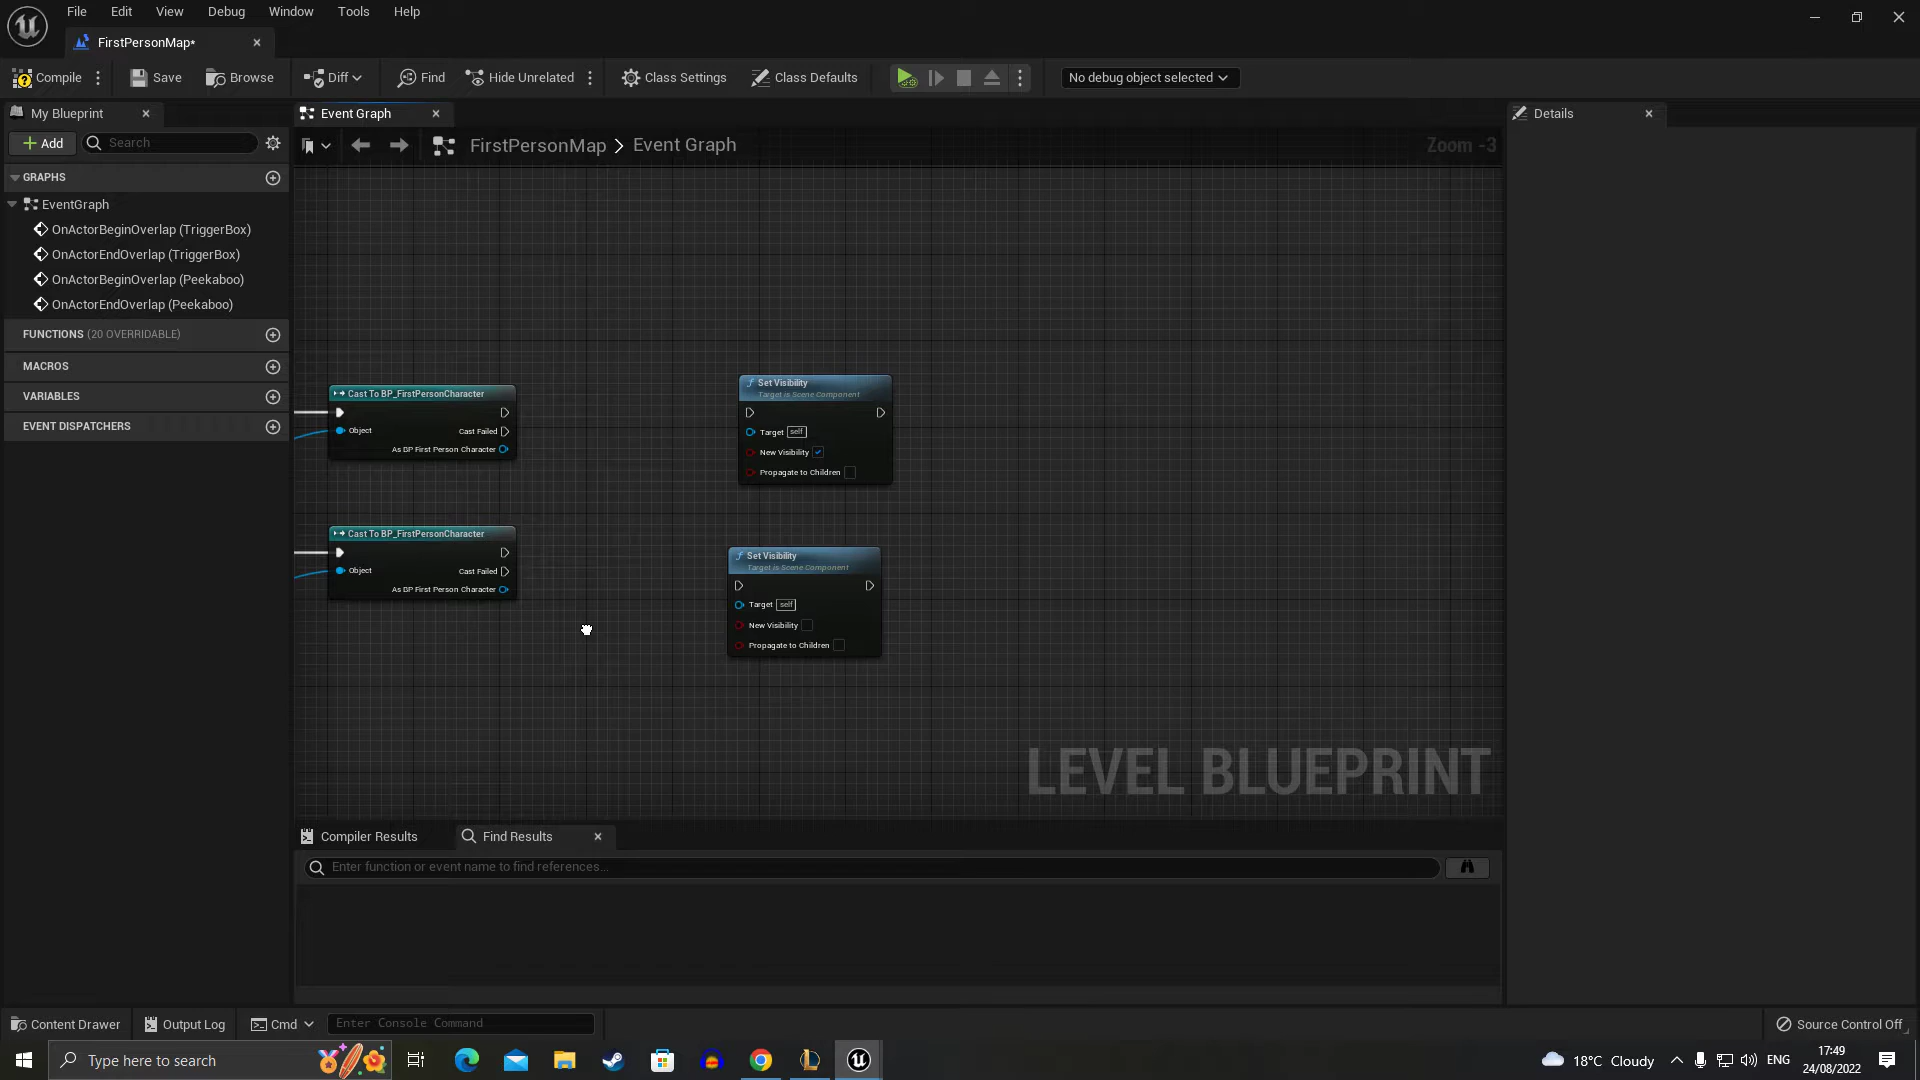 File Edit View Debug Window Tools Help
FirstPersonMap*
Compile Save Browse Diff Find Hide Unrelated Class Settings Class Defaults No debug object selected
My Blueprint
Event Graph
Details
Add Search
FirstPersonMap > Event Graph
Zoom -3
GRAPHS
EventGraph
OnActorBeginOverlap (TriggerBox)
OnActorEndOverlap (TriggerBox)
OnActorBeginOverlap (Peekaboo)
OnActorEndOverlap (Peekaboo)
FUNCTIONS (20 OVERRIDABLE)
MACROS
VARIABLES
EVENT DISPATCHERS
Cast To BP_FirstPersonCharacter
Object
Cast Failed
As BP First Person Character
Set Visibility
Target is Scene Component
Target self
New Visibility
Propagate to Children
Cast To BP_FirstPersonCharacter
Object
Cast Failed
As BP First Person Character
Set Visibility
Target is Scene Component
Target self
New Visibility
Propagate to Children
LEVEL BLUEPRINT
Compiler Results
Find Results
Enter function or event name to find references...
Content Drawer Output Log Cmd Enter Console Command Source Control Off
Type here to search
18°C Cloudy
ENG
17:49
24/08/2022